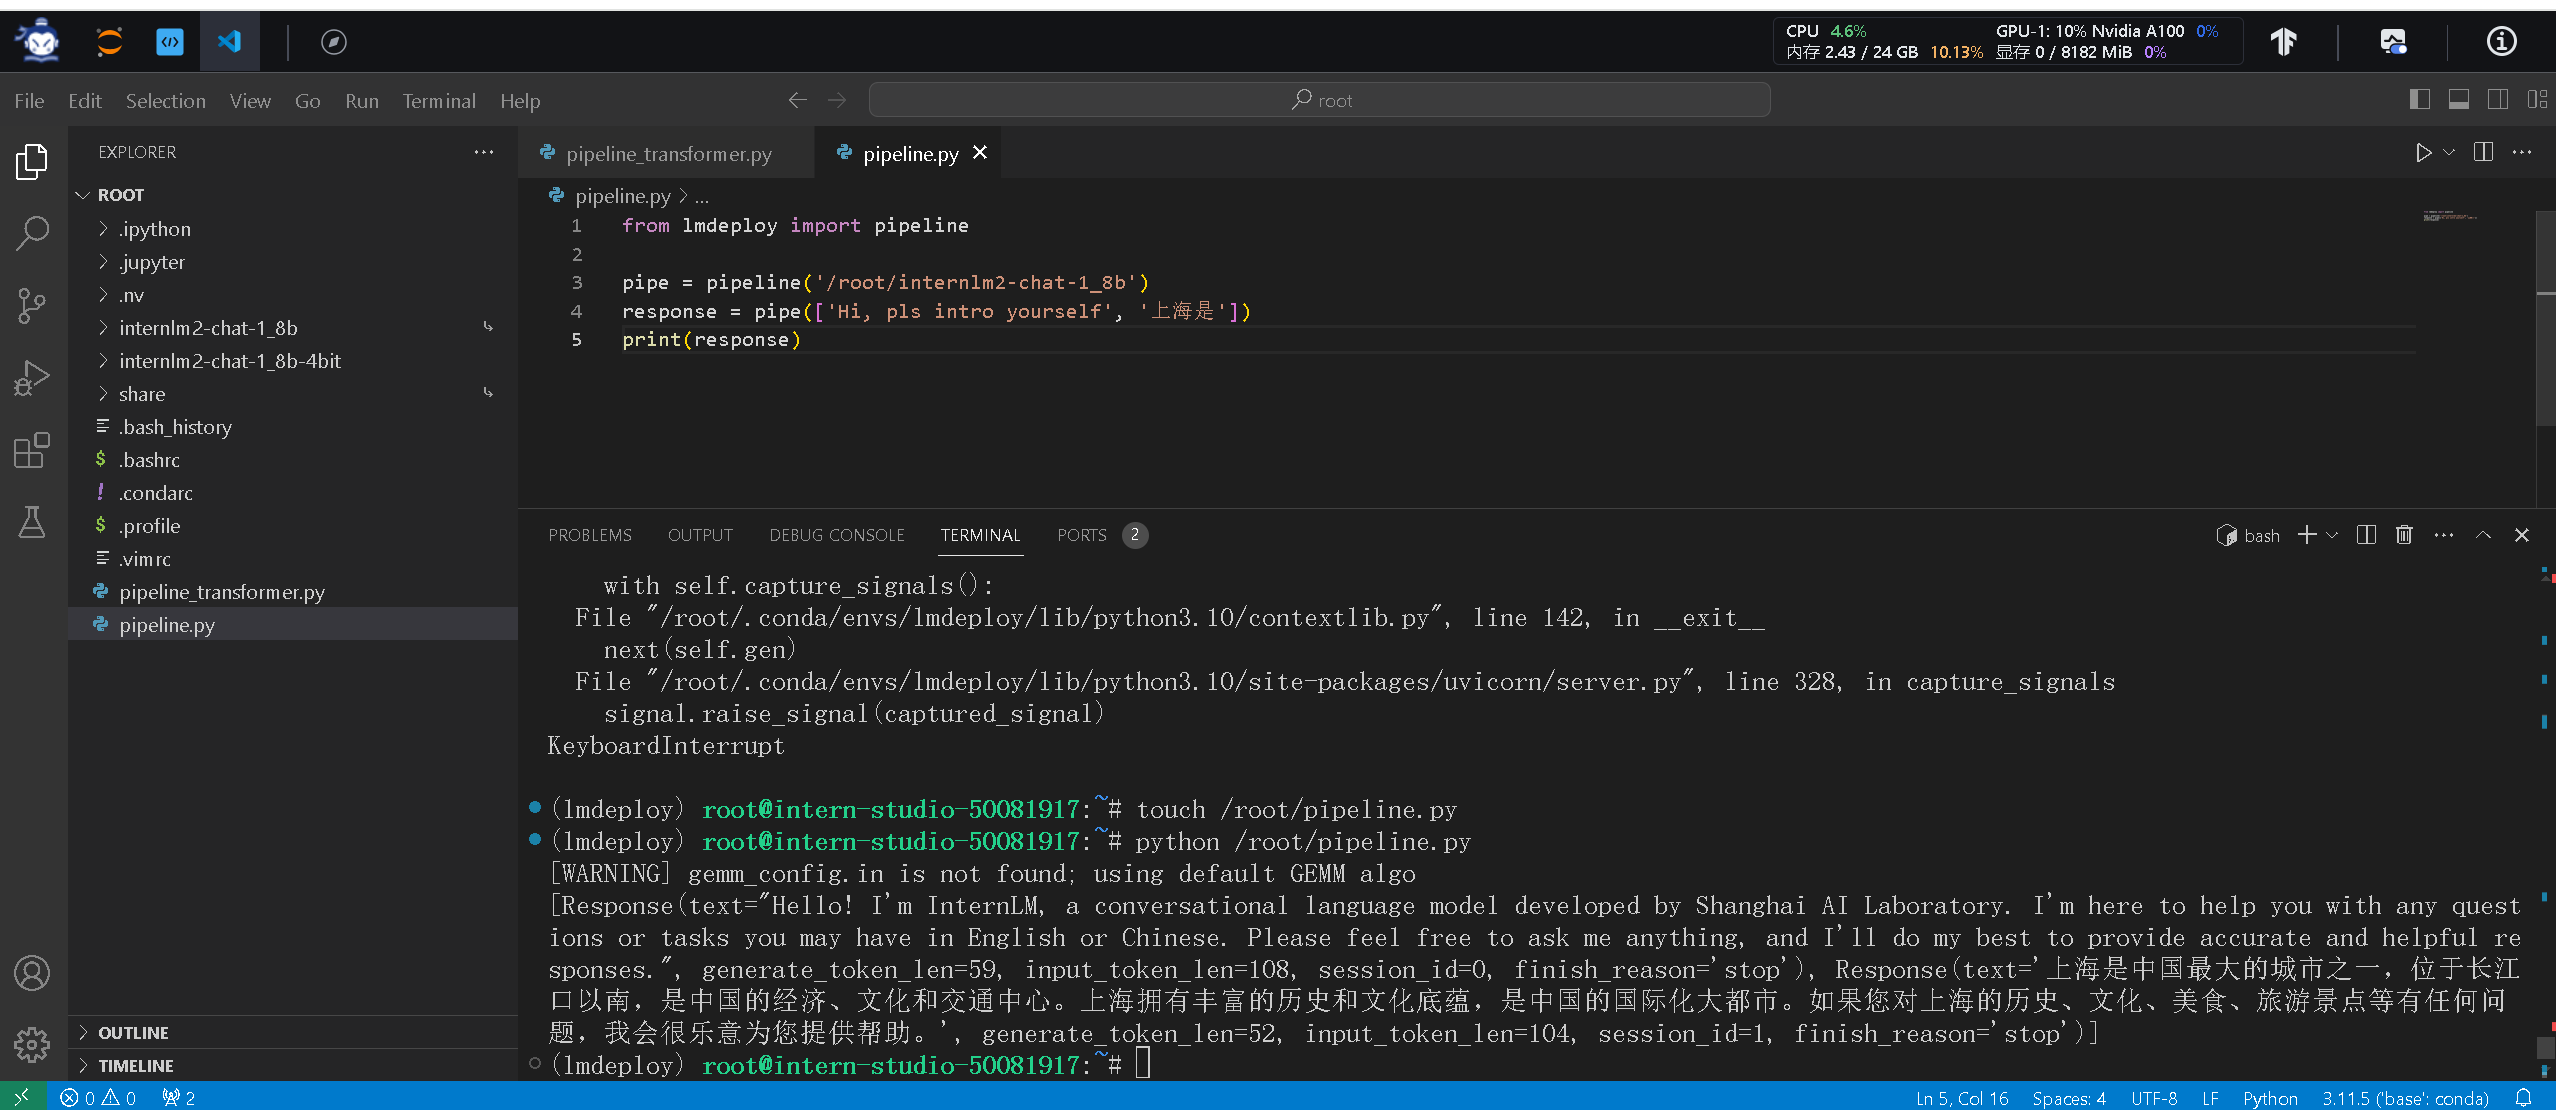 CPU 4.6%
GPU-1: 10% Nvidia A100 0%
内存 2.43 / 24 GB 10.13%
显存 0 / 8182 MiB 0%
File Edit Selection View Go Run Terminal Help
root
EXPLORER
ROOT
.ipython
.jupyter
.nv
internlm2-chat-1_8b
internlm2-chat-1_8b-4bit
share
.bash_history
.bashrc
.condarc
.profile
.vimrc
pipeline_transformer.py
pipeline.py
OUTLINE
TIMELINE
pipeline_transformer.py
pipeline.py
pipeline.py > ...
1 from lmdeploy import pipeline
2
3 pipe = pipeline('/root/internlm2-chat-1_8b')
4 response = pipe(['Hi, pls intro yourself', '上海是'])
5 print(response)
PROBLEMS OUTPUT DEBUG CONSOLE TERMINAL PORTS 2
bash
with self.capture_signals():
File "/root/.conda/envs/lmdeploy/lib/python3.10/contextlib.py", line 142, in __exit__
next(self.gen)
File "/root/.conda/envs/lmdeploy/lib/python3.10/site-packages/uvicorn/server.py", line 328, in capture_signals
signal.raise_signal(captured_signal)
KeyboardInterrupt
(lmdeploy) root@intern-studio-50081917:~# touch /root/pipeline.py
(lmdeploy) root@intern-studio-50081917:~# python /root/pipeline.py
[WARNING] gemm_config.in is not found; using default GEMM algo
[Response(text="Hello! I'm InternLM, a conversational language model developed by Shanghai AI Laboratory. I'm here to help you with any quest
ions or tasks you may have in English or Chinese. Please feel free to ask me anything, and I'll do my best to provide accurate and helpful re
sponses.", generate_token_len=59, input_token_len=108, session_id=0, finish_reason='stop'), Response(text='上海是中国最大的城市之一，位于长江
口以南，是中国的经济、文化和交通中心。上海拥有丰富的历史和文化底蕴，是中国的国际化大都市。如果您对上海的历史、文化、美食、旅游景点等有任何问
题，我会很乐意为您提供帮助。', generate_token_len=52, input_token_len=104, session_id=1, finish_reason='stop')]
(lmdeploy) root@intern-studio-50081917:~#
0 0 2
Ln 5, Col 16 Spaces: 4 UTF-8 LF Python 3.11.5 ('base': conda)